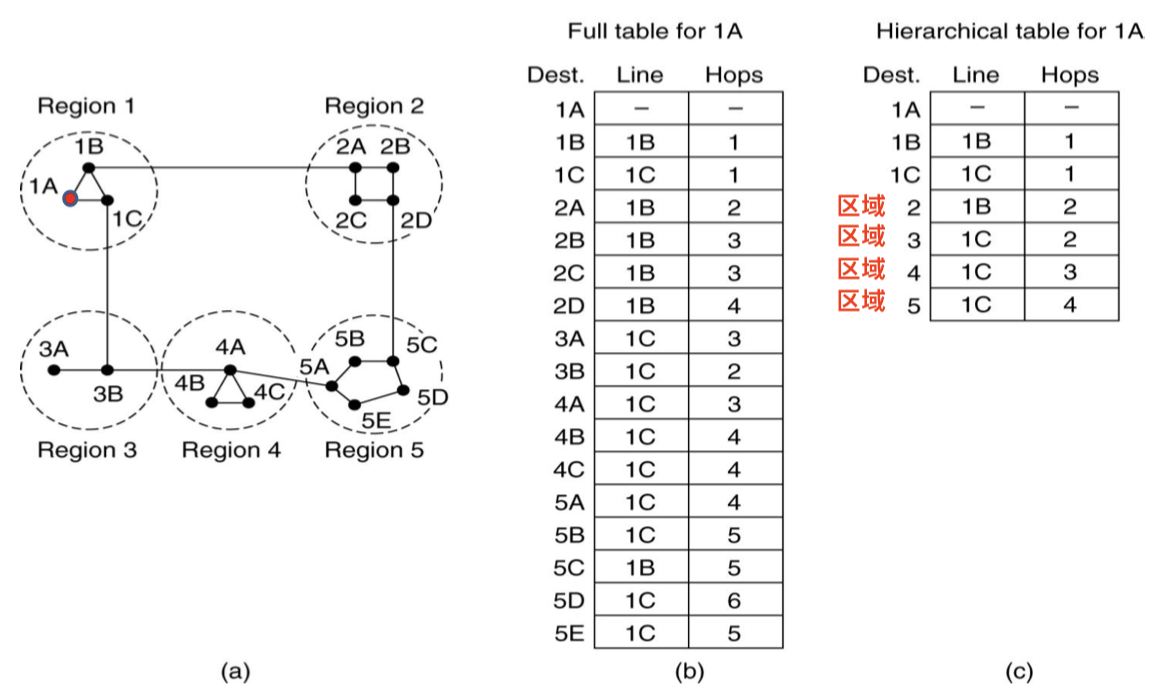 Region 1
Region 2
1B
2A 2B
1A
1C
2C 2D
3A
3B
4A
4B
4C
5B
5C
5A
5D
5E
Region 3
Region 4
Region 5
(a)
Full table for 1A
Dest. Line Hops
1A – –
1B 1B 1
1C 1C 1
2A 1B 2
2B 1B 3
2C 1B 3
2D 1B 4
3A 1C 3
3B 1C 2
4A 1C 3
4B 1C 4
4C 1C 4
5A 1C 4
5B 1C 5
5C 1B 5
5D 1C 6
5E 1C 5
(b)
Hierarchical table for 1A
Dest. Line Hops
1A – –
1B 1B 1
1C 1C 1
区域 2 1B 2
区域 3 1C 2
区域 4 1C 3
区域 5 1C 4
(c)